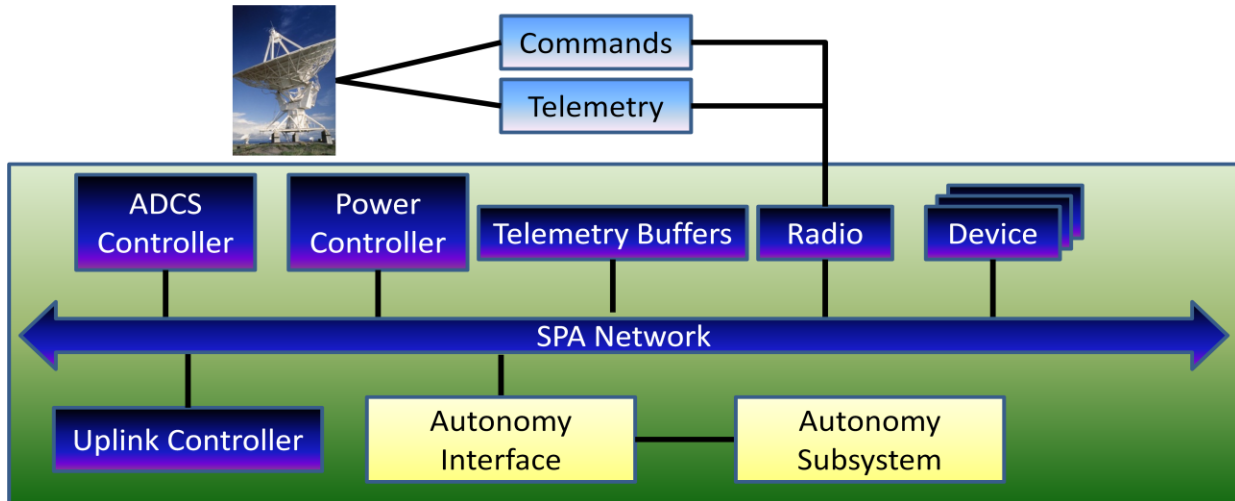 Commands
Telemetry
ADCS
Controller
Power
Controller
Telemetry Buffers
Radio
Device
SPA Network
Uplink Controller
Autonomy
Interface
Autonomy
Subsystem